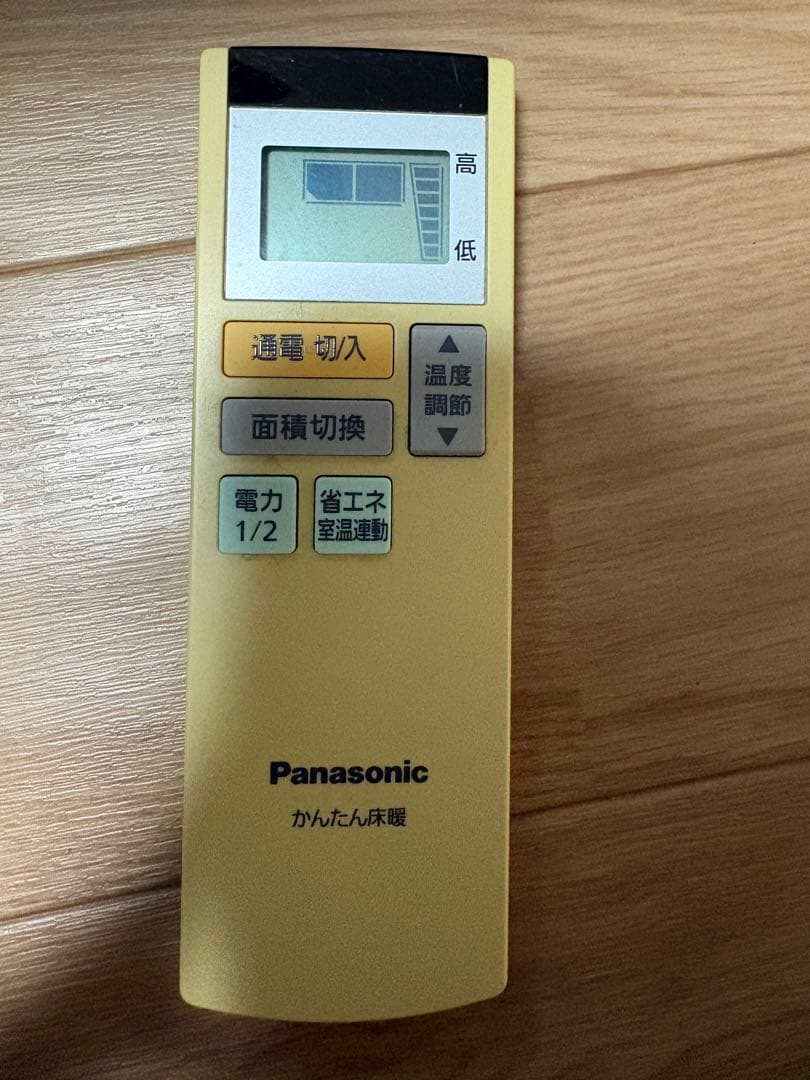 高
低
通電 切/入
▲
温度
調節
▼
面積切換
電力
1/2
省エネ
室温連動
Panasonic
かんたん床暖